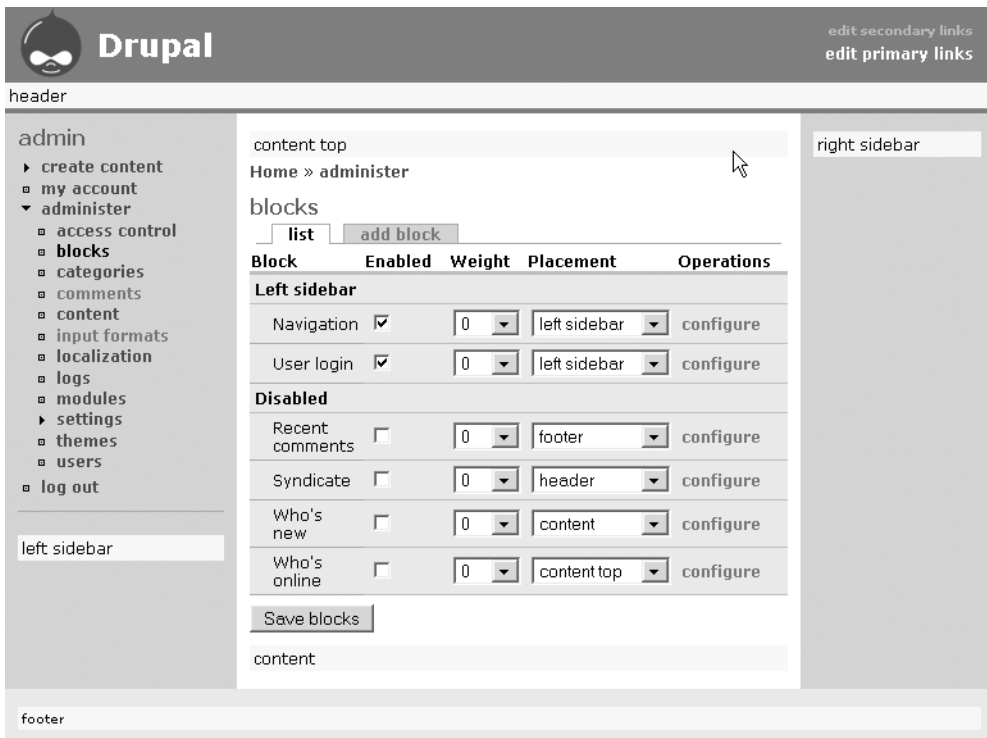 Drupal
edit secondary links
edit primary links
header
admin
create content
my account
administer
access control
blocks
categories
comments
content
input formats
localization
logs
modules
settings
themes
users
log out
left sidebar
content top
Home » administer
blocks
list add block
Block Enabled Weight Placement Operations
Left sidebar
Navigation 0 left sidebar configure
User login 0 left sidebar configure
Disabled
Recent
comments 0 footer configure
Syndicate 0 header configure
Who's
new 0 content configure
Who's
online 0 content top configure
Save blocks
content
right sidebar
footer